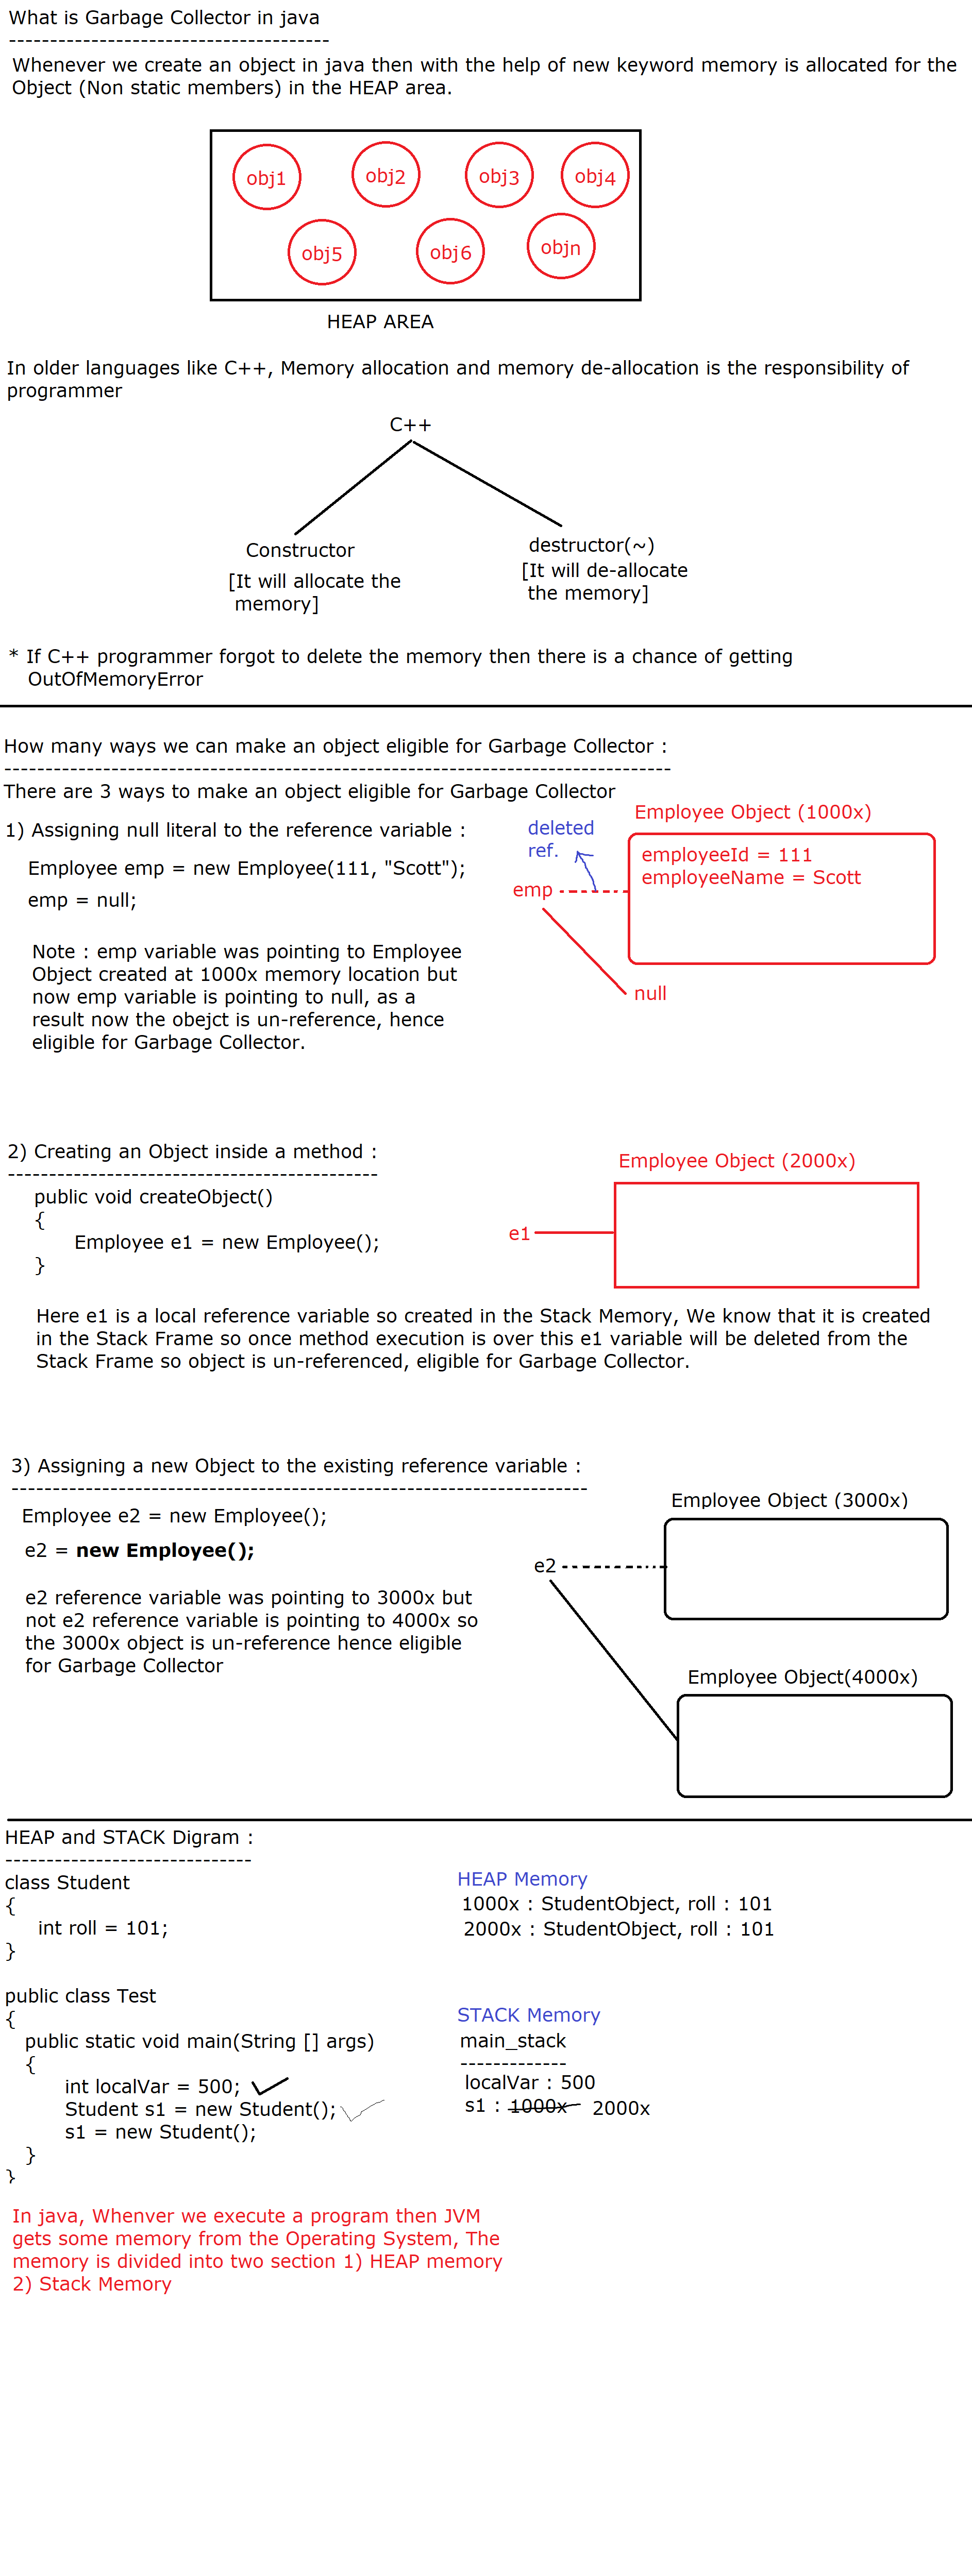 What is Garbage Collector in java
---------------------------------------
Whenever we create an object in java then with the help of new keyword memory is allocated for the
Object (Non static members) in the HEAP area.
obj1
obj2
obj3
obj4
obj5
obj6
objn
HEAP AREA
In older languages like C++, Memory allocation and memory de-allocation is the responsibility of
programmer
C++
Constructor
[It will allocate the
memory]
destructor(~)
[It will de-allocate
the memory]
* If C++ programmer forgot to delete the memory then there is a chance of getting
OutOfMemoryError
How many ways we can make an object eligible for Garbage Collector :
---------------------------------------------------------------------------------
There are 3 ways to make an object eligible for Garbage Collector
1) Assigning null literal to the reference variable :
Employee emp = new Employee(111, "Scott");
emp = null;
Note : emp variable was pointing to Employee
Object created at 1000x memory location but
now emp variable is pointing to null, as a
result now the obejct is un-reference, hence
eligible for Garbage Collector.
Employee Object (1000x)
deleted
ref.
employeeId = 111
employeeName = Scott
emp
null
2) Creating an Object inside a method :
---------------------------------------------
public void createObject()
{
Employee e1 = new Employee();
}
Employee Object (2000x)
e1
Here e1 is a local reference variable so created in the Stack Memory, We know that it is created
in the Stack Frame so once method execution is over this e1 variable will be deleted from the
Stack Frame so object is un-referenced, eligible for Garbage Collector.
3) Assigning a new Object to the existing reference variable :
----------------------------------------------------------------------
Employee e2 = new Employee();
e2 = new Employee();
e2 reference variable was pointing to 3000x but
not e2 reference variable is pointing to 4000x so
the 3000x object is un-reference hence eligible
for Garbage Collector
Employee Object (3000x)
e2
Employee Object(4000x)
HEAP and STACK Digram :
------------------------------
class Student
{
int roll = 101;
}
public class Test
{
public static void main(String [] args)
{
int localVar = 500;
Student s1 = new Student();
s1 = new Student();
}
}
HEAP Memory
1000x : StudentObject, roll : 101
2000x : StudentObject, roll : 101
STACK Memory
main_stack
-------------
localVar : 500
s1 : 1000x 2000x
In java, Whenver we execute a program then JVM
gets some memory from the Operating System, The
memory is divided into two section 1) HEAP memory
2) Stack Memory